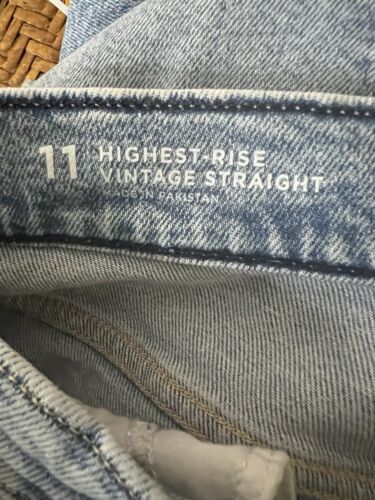 11 HIGHEST-RISE
VINTAGE STRAIGHT
IN PAKISTAN